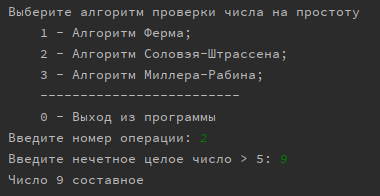 Выберите алгоритм проверки числа на простоту
1 - Алгоритм Ферма;
2 - Алгоритм Соловэя-Штрассена;
3 - Алгоритм Миллера-Рабина;
-------------------------
0 - Выход из программы
Введите номер операции: 2
Введите нечетное целое число > 5: 9
Число 9 составное